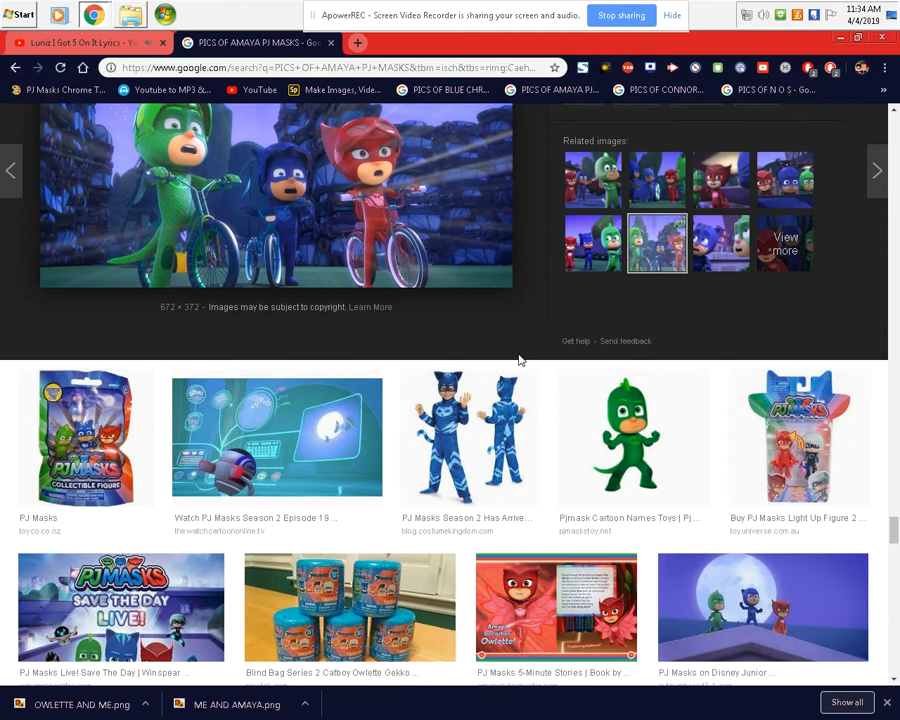 Start
ApowerREC - Screen Video Recorder is sharing your screen and audio.
Stop sharing
Hide
11:34 AM
4/4/2019
Luniz I Got 5 On It Lyrics - Yo
PICS OF AMAYA PJ MASKS - Goo
https://www.google.com/search?q=PICS+OF+AMAYA+PJ+MASKS&tbm=isch&tbs=rimg:Caeh...
PJ Masks Chrome T...
Youtube to MP3 &...
YouTube
Sp
Make Images, Vide...
PICS OF BLUE CHR...
PICS OF AMAYA PJ...
PICS OF CONNOR...
PICS OF N O S - Go...
»
Related images:
View
more
672 × 372 - Images may be subject to copyright. Learn More
Get help - Send feedback
PJMASKS
COLLECTIBLE FIGURE
PJ Masks
toyco.co.nz
Watch PJ Masks Season 2 Episode 19 ...
thewatchcartoononline.tv
PJ Masks Season 2 Has Arrive...
blog.costumekingdom.com
Pjmask Cartoon Names Toys | Pj ...
pjmaskstoy.net
PJMASKS
Buy PJ Masks Light Up Figure 2 ...
toyuniverse.com.au
PJMASKS
SAVE THE DAY
LIVE!
PJ Masks Live! Save The Day | Winspear ...
Blind Bag Series 2 Catboy Owlette Gekko ...
Amaya
Becomes
Owlette!
PJ Masks 5-Minute Stories | Book by ...
PJ Masks on Disney Junior ...
OWLETTE AND ME.png
ME AND AMAYA.png
Show all